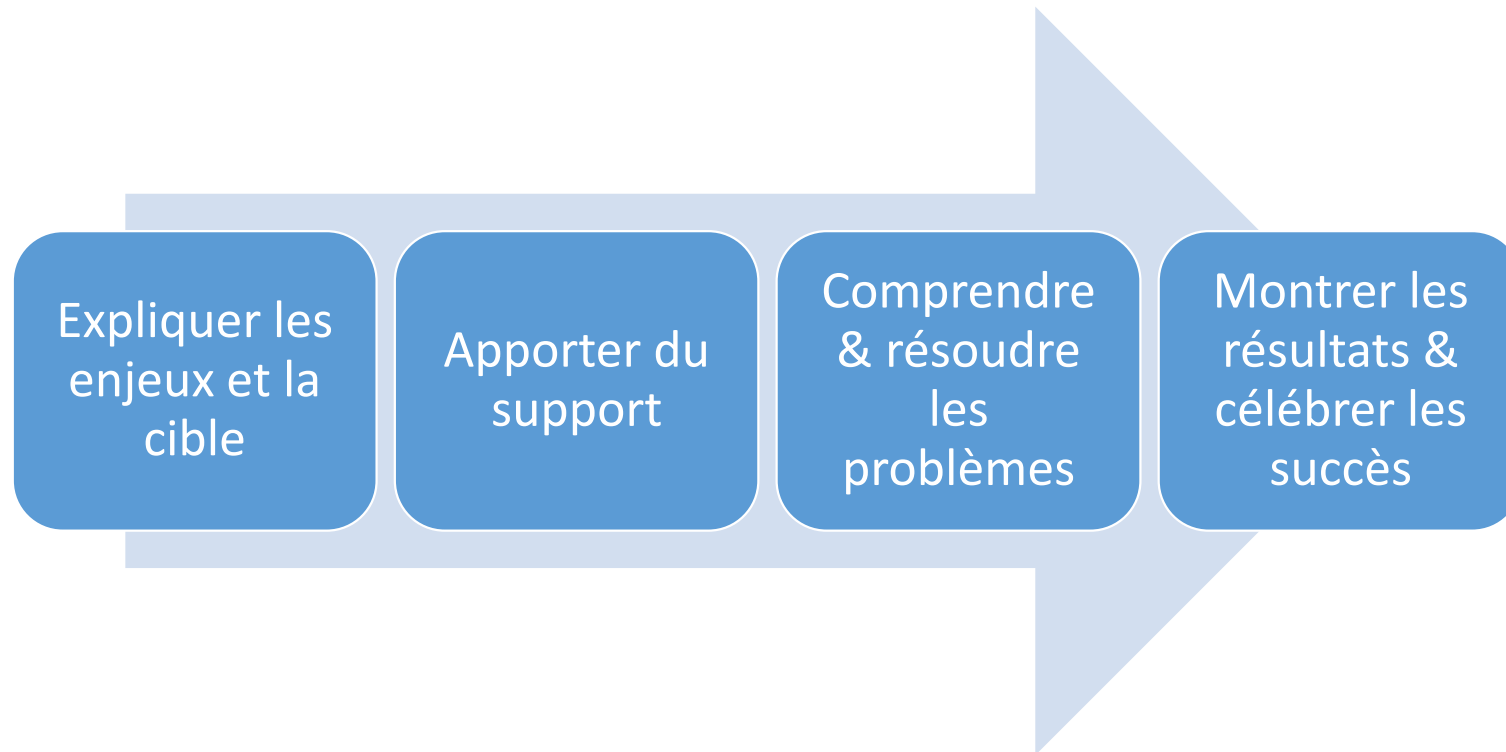 Expliquer les
enjeux et la
cible
Apporter du
support
Comprendre
& résoudre
les
problèmes
Montrer les
résultats &
célébrer les
succès